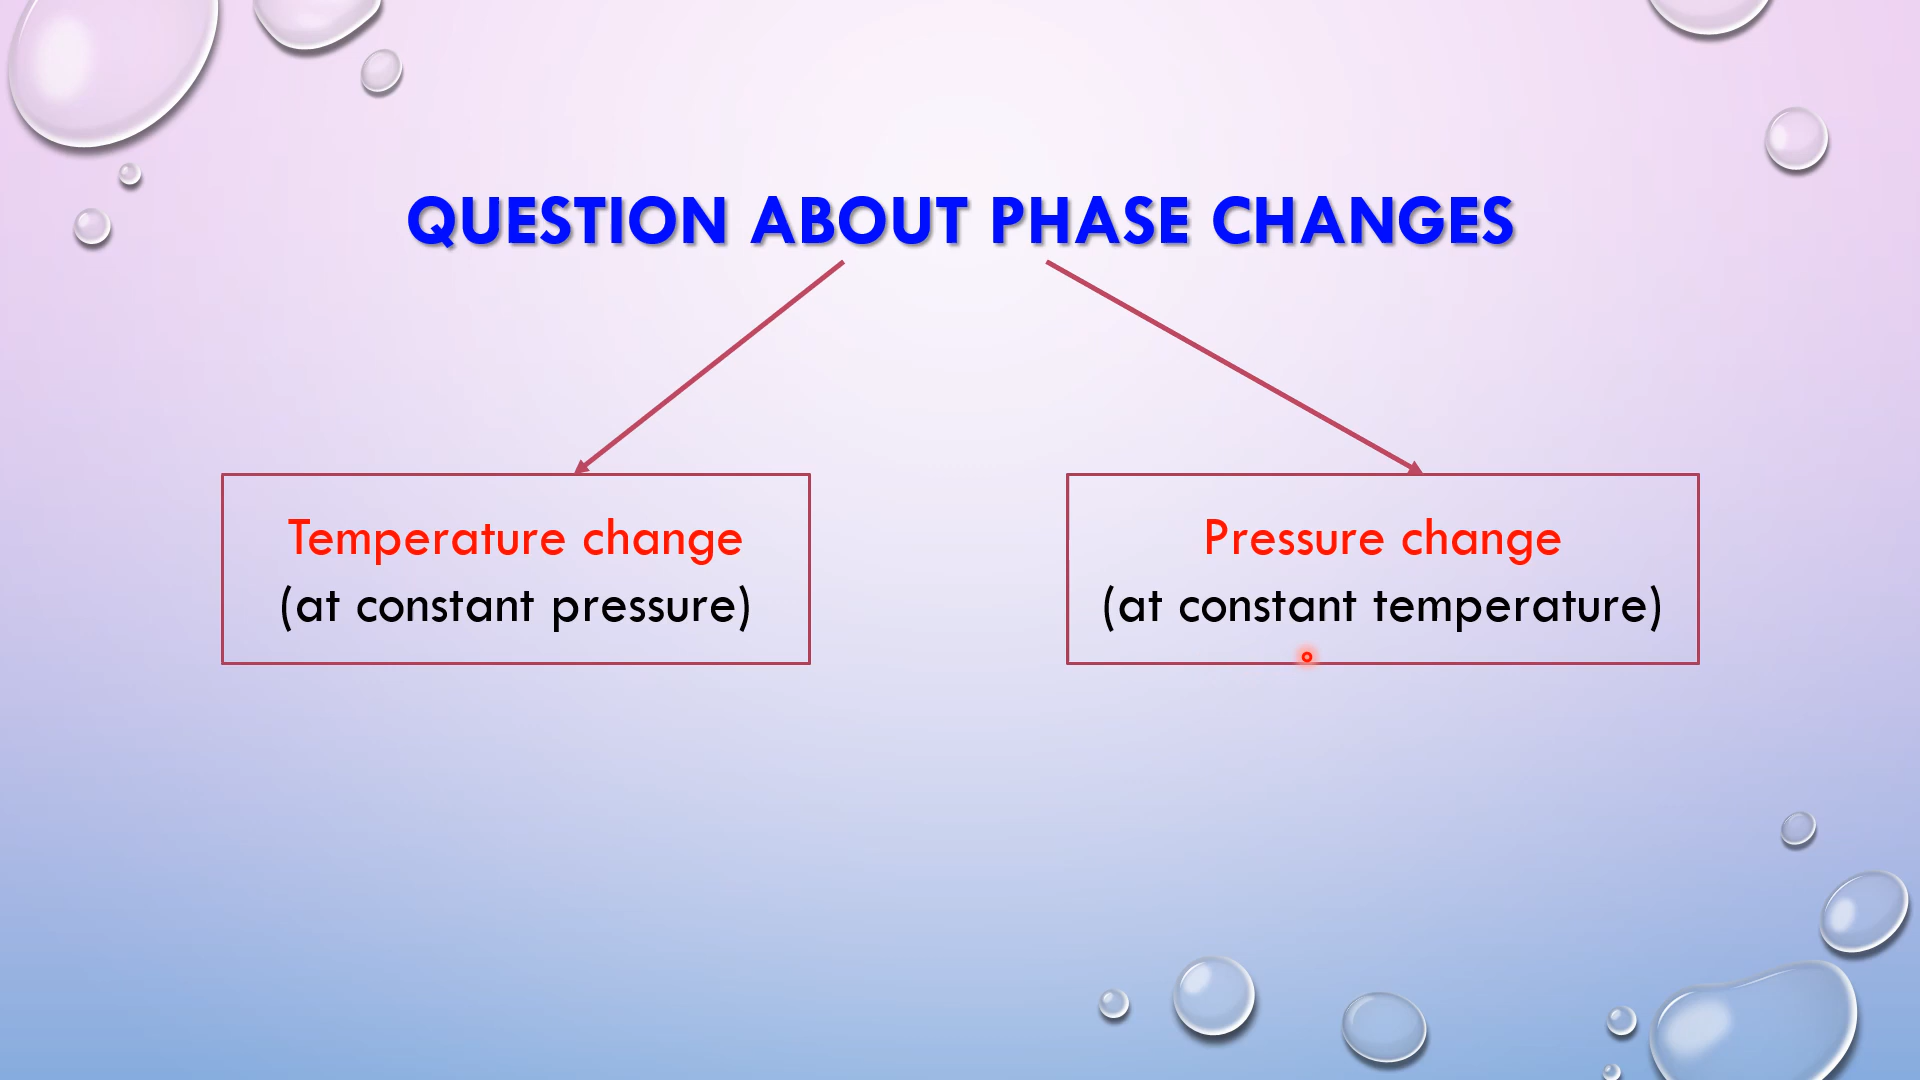 QUESTION ABOUT PHASE CHANGES
Temperature change
(at constant pressure)
Pressure change
(at constant temperature)